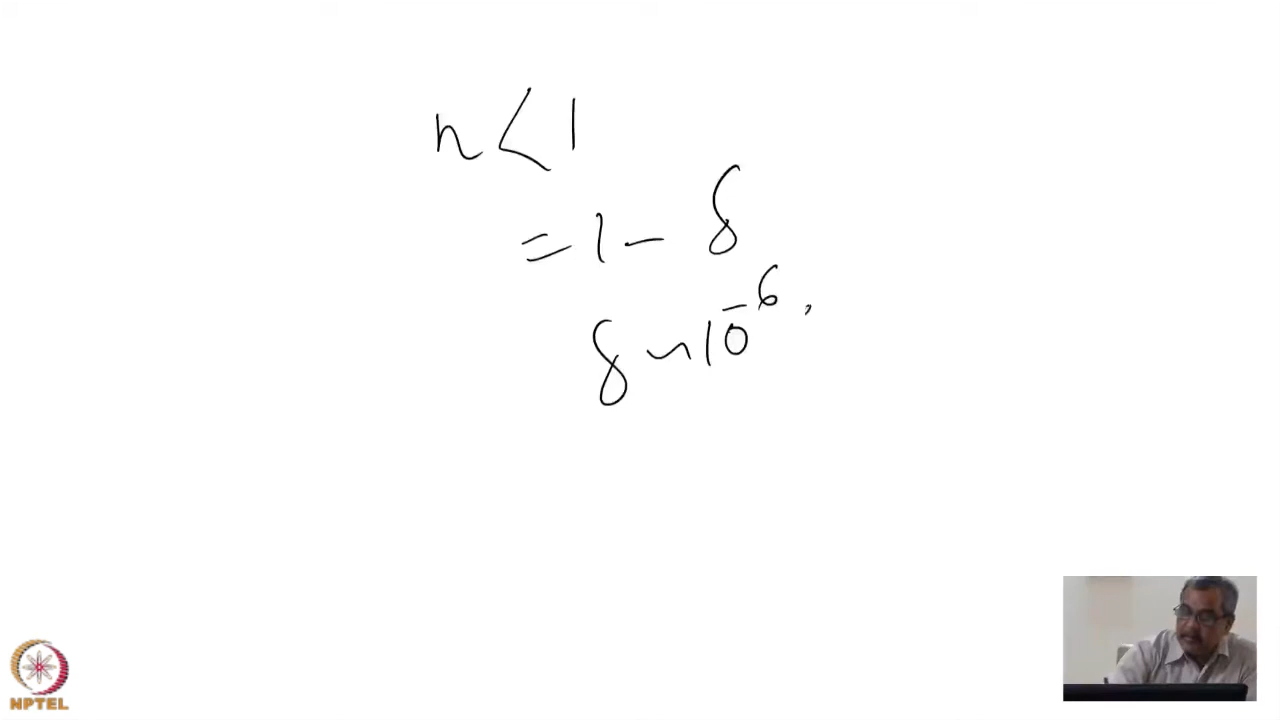 n < 1
= 1 - δ
δ ~ 10⁻⁶,
NPTEL